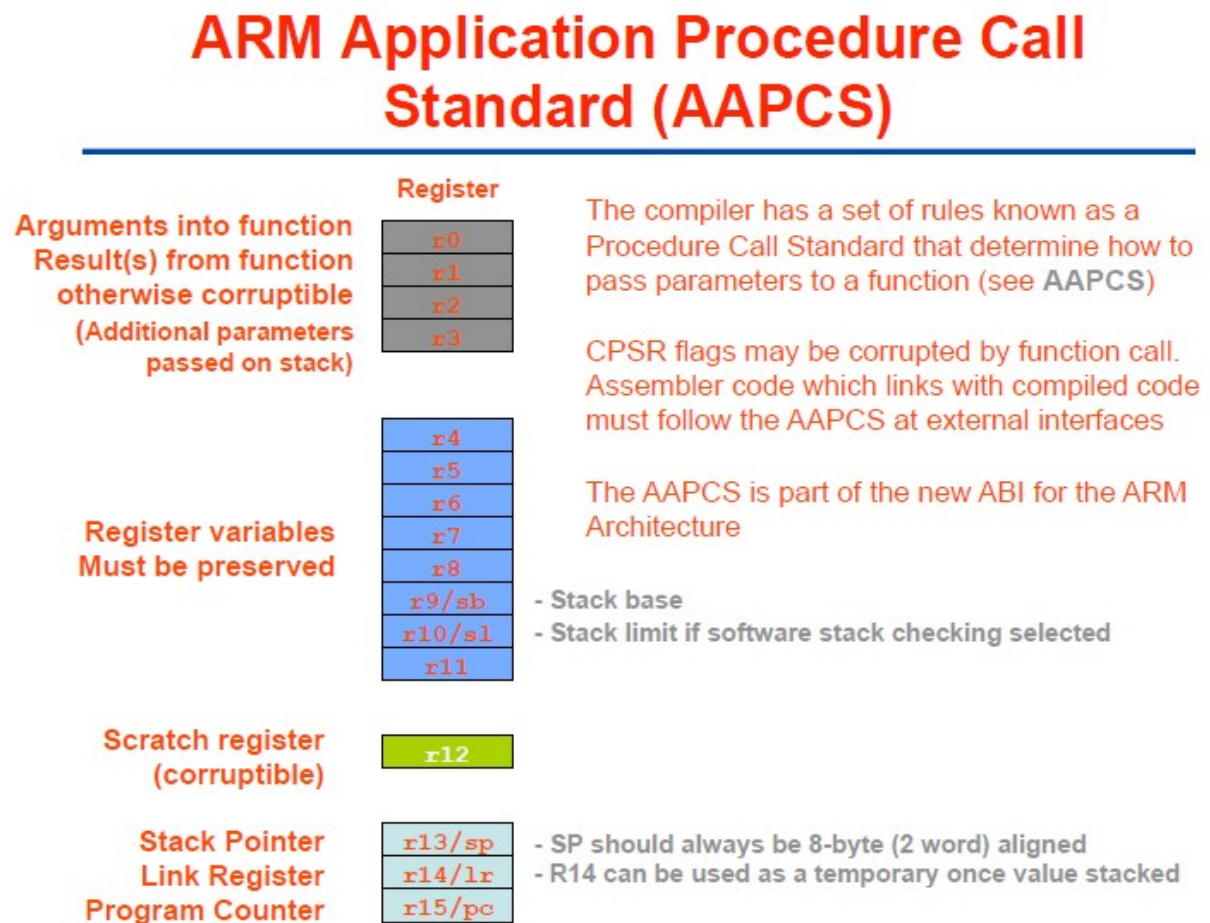 ARM Application Procedure Call
Standard (AAPCS)
Register
Arguments into function
Result(s) from function
otherwise corruptible
(Additional parameters
passed on stack)
r0
r1
r2
r3
The compiler has a set of rules known as a
Procedure Call Standard that determine how to
pass parameters to a function (see AAPCS)
CPSR flags may be corrupted by function call.
Assembler code which links with compiled code
must follow the AAPCS at external interfaces
The AAPCS is part of the new ABI for the ARM
Architecture
Register variables
Must be preserved
r4
r5
r6
r7
r8
r9/sb - Stack base
r10/sl - Stack limit if software stack checking selected
r11
Scratch register
(corruptible)
r12
Stack Pointer r13/sp - SP should always be 8-byte (2 word) aligned
Link Register r14/lr - R14 can be used as a temporary once value stacked
Program Counter r15/pc